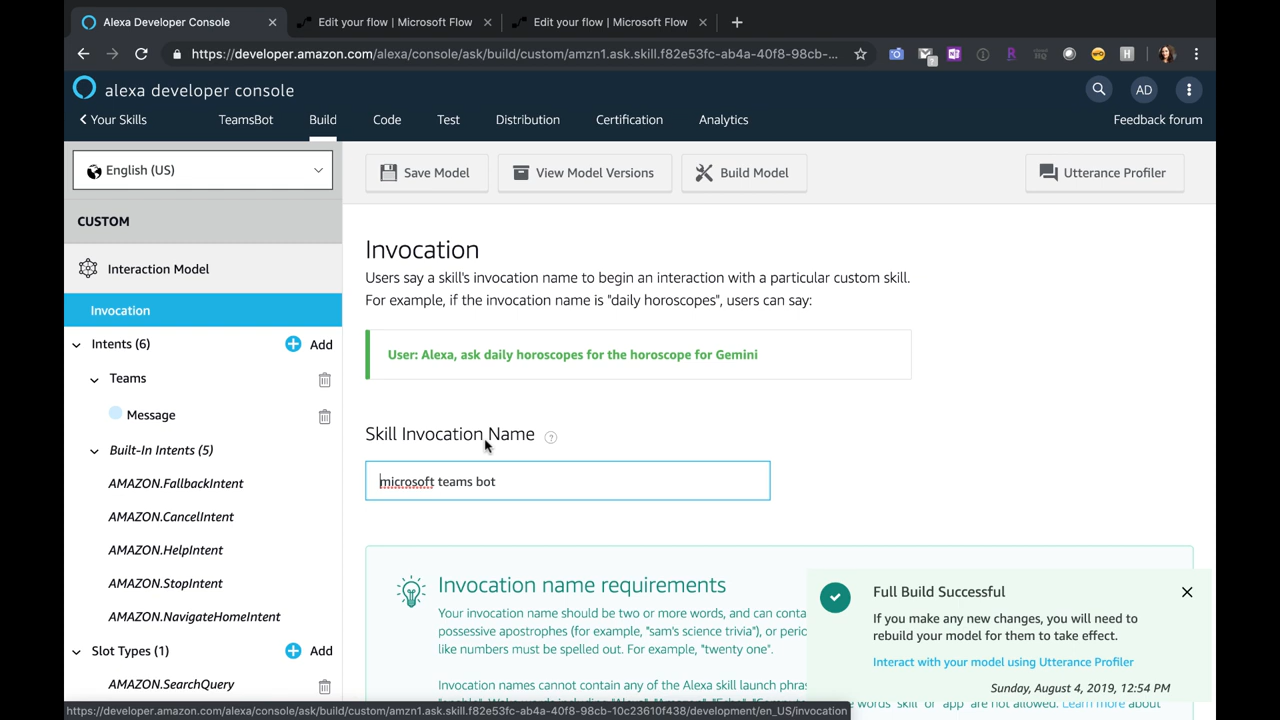 Alexa Developer Console
Edit your flow | Microsoft Flow
Edit your flow | Microsoft Flow
https://developer.amazon.com/alexa/console/ask/build/custom/amzn1.ask.skill.f82e53fc-ab4a-40f8-98cb-...
alexa developer console
AD
Your Skills
TeamsBot
Build
Code
Test
Distribution
Certification
Analytics
Feedback forum
English (US)
Save Model
View Model Versions
Build Model
Utterance Profiler
CUSTOM
Interaction Model
Invocation
Intents (6)
Add
Teams
Message
Built-In Intents (5)
AMAZON.FallbackIntent
AMAZON.CancelIntent
AMAZON.HelpIntent
AMAZON.StopIntent
AMAZON.NavigateHomeIntent
Slot Types (1)
Add
AMAZON.SearchQuery
Invocation
Users say a skill's invocation name to begin an interaction with a particular custom skill.
For example, if the invocation name is "daily horoscopes", users can say:
User: Alexa, ask daily horoscopes for the horoscope for Gemini
Skill Invocation Name ?
microsoft teams bot
Invocation name requirements
Your invocation name should be two or more words, and can conta
possessive apostrophes (for example, "sam's science trivia"), or perio
like numbers must be spelled out. For example, "twenty one".
Invocation names cannot contain any of the Alexa skill launch phras
words "skill" or "app" are not allowed. Learn more about
Full Build Successful
If you make any new changes, you will need to
rebuild your model for them to take effect.
Interact with your model using Utterance Profiler
Sunday, August 4, 2019, 12:54 PM
https://developer.amazon.com/alexa/console/ask/build/custom/amzn1.ask.skill.f82e53fc-ab4a-40f8-98cb-10c23610f438/development/en_US/invocation